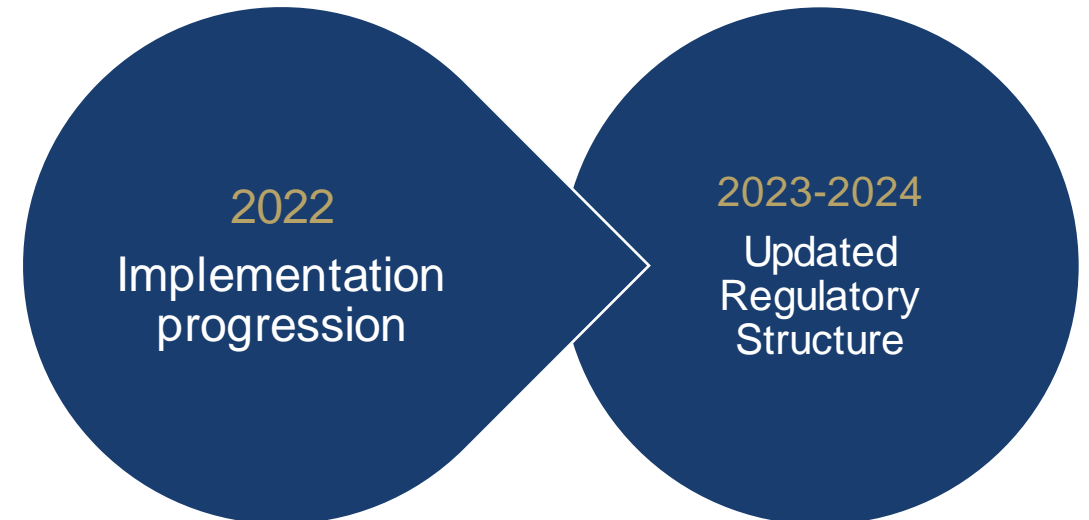 2022
Implementation
progression
2023-2024
Updated
Regulatory
Structure